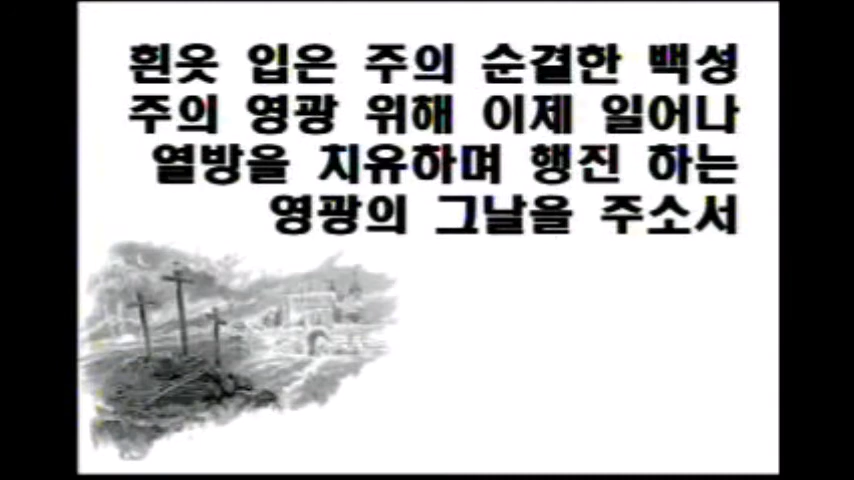 흰옷 입은 주의 순결한 백성
주의 영광 위해 이제 일어나
열방을 치유하며 행진 하는
영광의 그날을 주소서